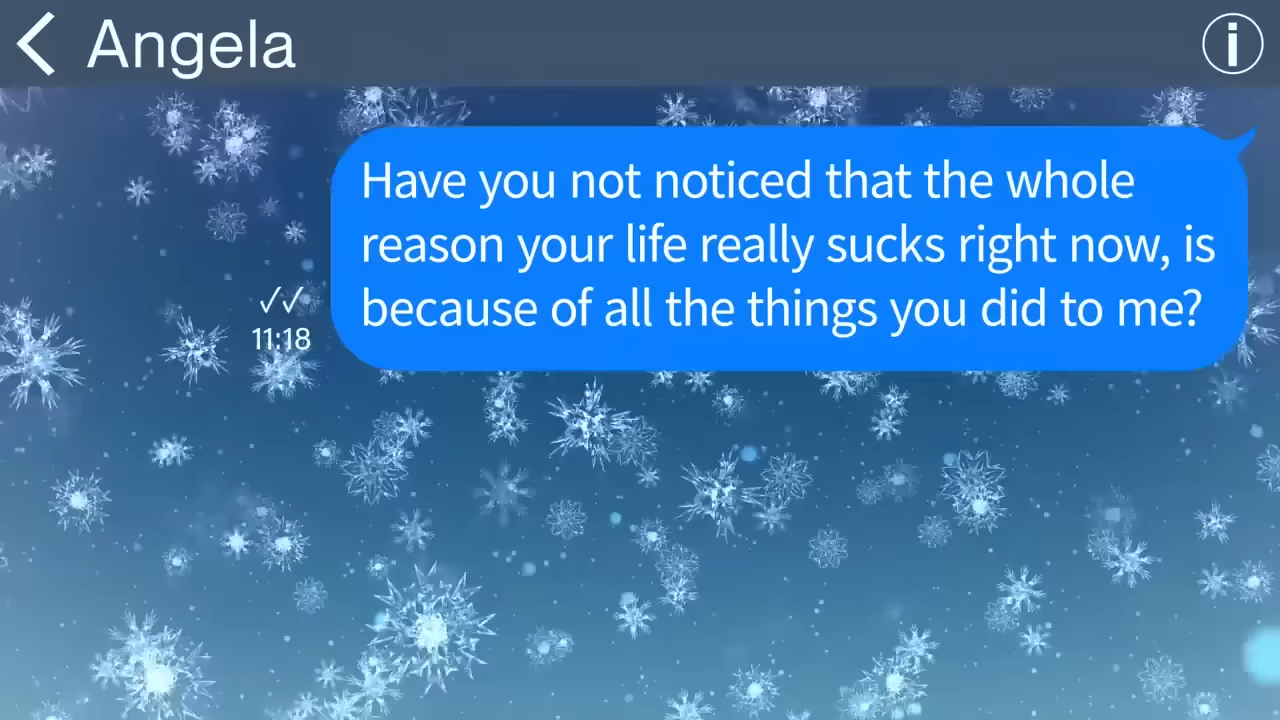 Angela
Have you not noticed that the whole
reason your life really sucks right now, is
because of all the things you did to me?
✓✓
11:18